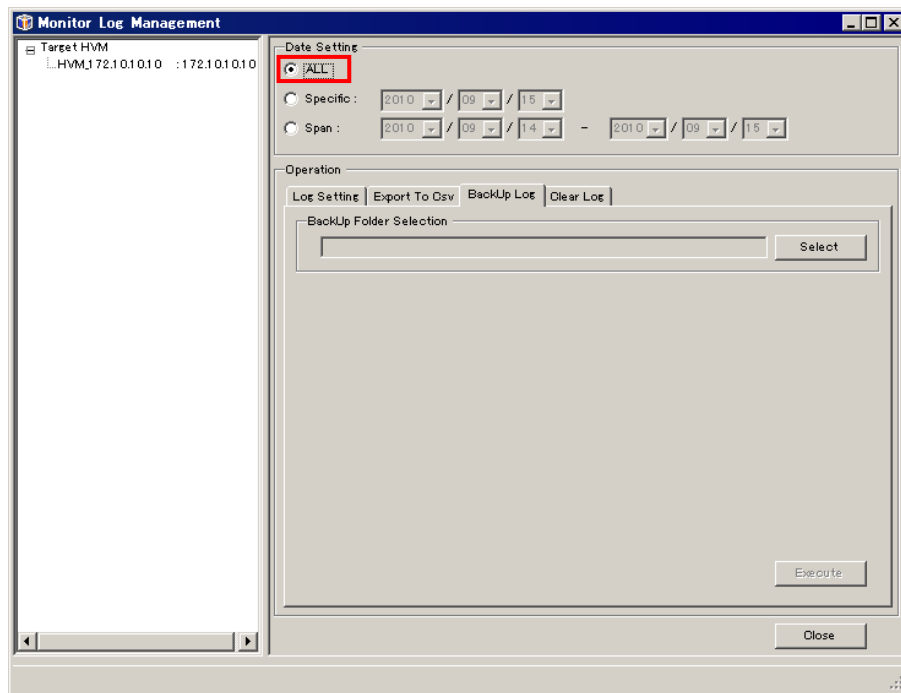 Monitor Log Management
Target HVM
HVM_172.10.10.10 :172.10.10.10
Date Setting
ALL
Specific : 2010 / 09 / 15
Span : 2010 / 09 / 14 - 2010 / 09 / 15
Operation
Log Setting Export To Csv BackUp Log Clear Log
BackUp Folder Selection
Select
Execute
Close